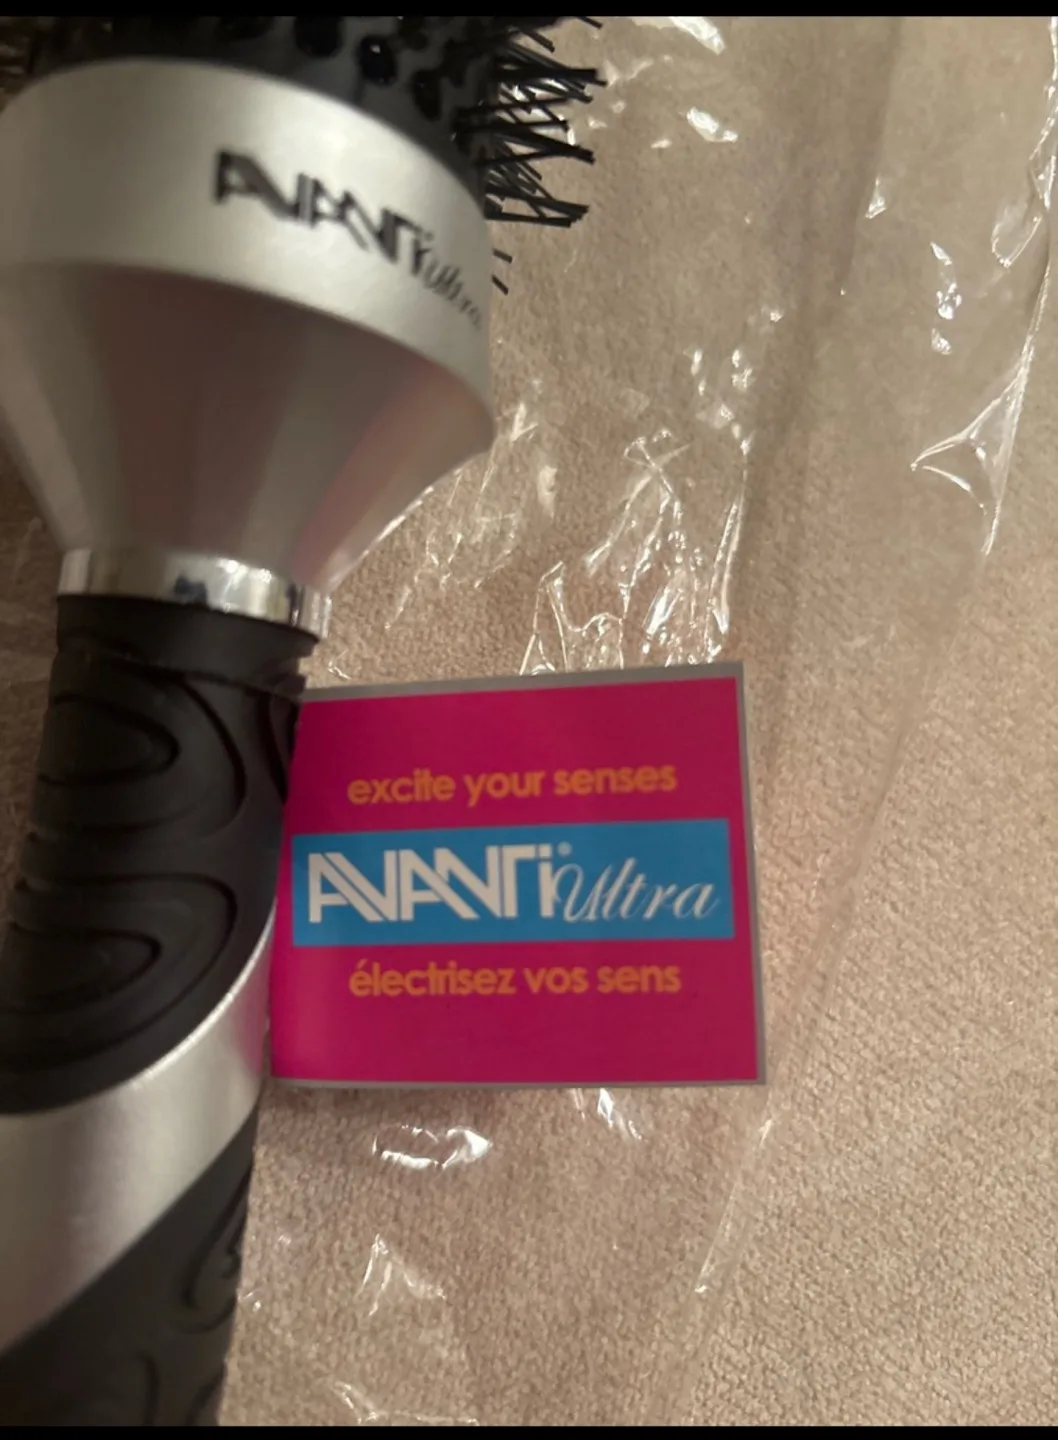 AVANTi Ultra
excite your senses
AVANTi® Ultra
électrisez vos sens